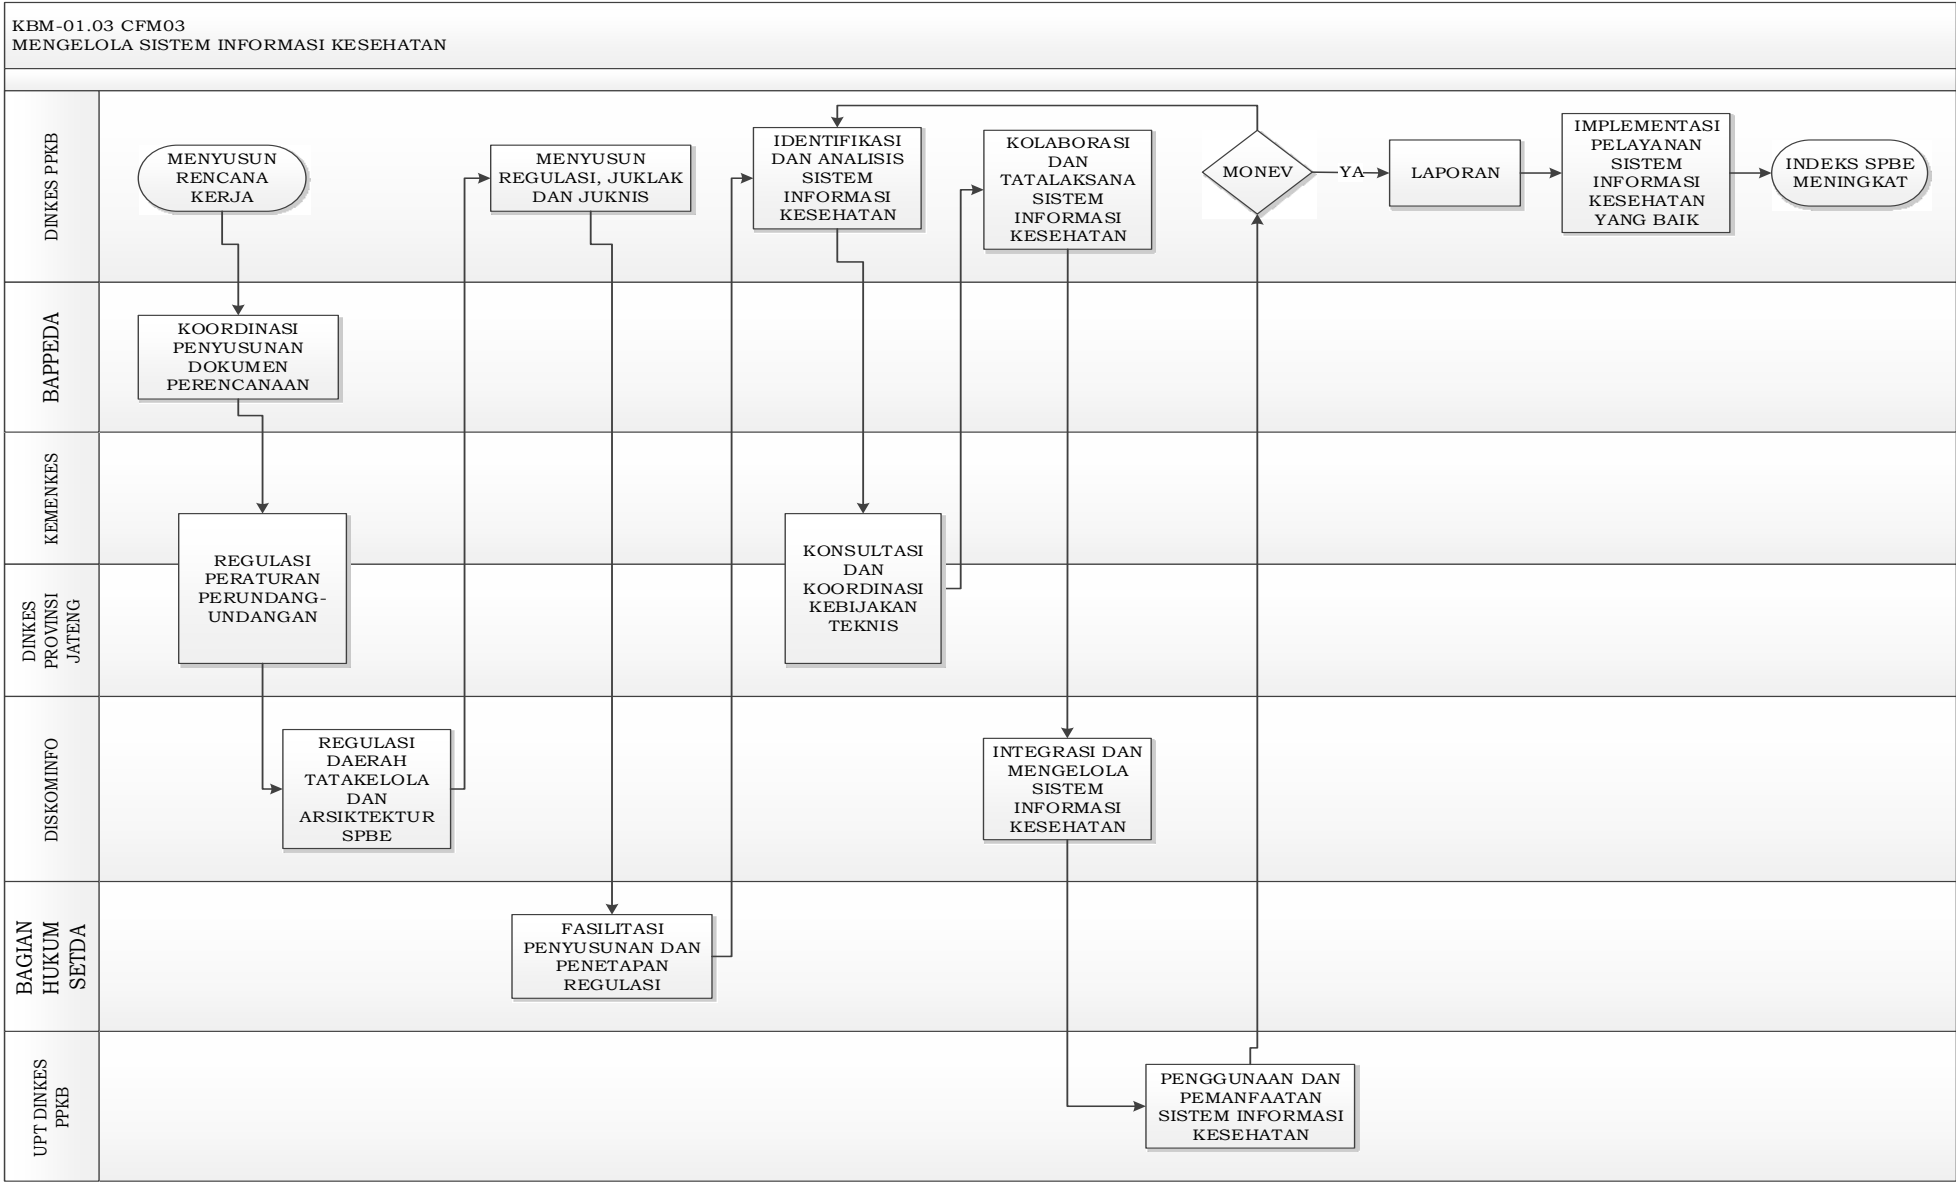 KBM-01.03 CFM03
MENGELOLA SISTEM INFORMASI KESEHATAN
DINKES PPKB
MENYUSUN
RENCANA
KERJA
MENYUSUN
REGULASI, JUKLAK
DAN JUKNIS
IDENTIFIKASI
DAN ANALISIS
SISTEM
INFORMASI
KESEHATAN
KOLABORASI
DAN
TATALAKSANA
SISTEM
INFORMASI
KESEHATAN
MONEV
YA
LAPORAN
IMPLEMENTASI
PELAYANAN
SISTEM
INFORMASI
KESEHATAN
YANG BAIK
INDEKS SPBE
MENINGKAT
BAPPEDA
KOORDINASI
PENYUSUNAN
DOKUMEN
PERENCANAAN
KEMENKES
DINKES
PROVINSI
JATENG
REGULASI
PERATURAN
PERUNDANG-
UNDANGAN
KONSULTASI
DAN
KOORDINASI
KEBIJAKAN
TEKNIS
DISKOMINFO
REGULASI
DAERAH
TATAKELOLA
DAN
ARSIKTEKTUR
SPBE
INTEGRASI DAN
MENGELOLA
SISTEM
INFORMASI
KESEHATAN
BAGIAN
HUKUM
SETDA
FASILITASI
PENYUSUNAN DAN
PENETAPAN
REGULASI
UPT DINKES
PPKB
PENGGUNAAN DAN
PEMANFAATAN
SISTEM INFORMASI
KESEHATAN